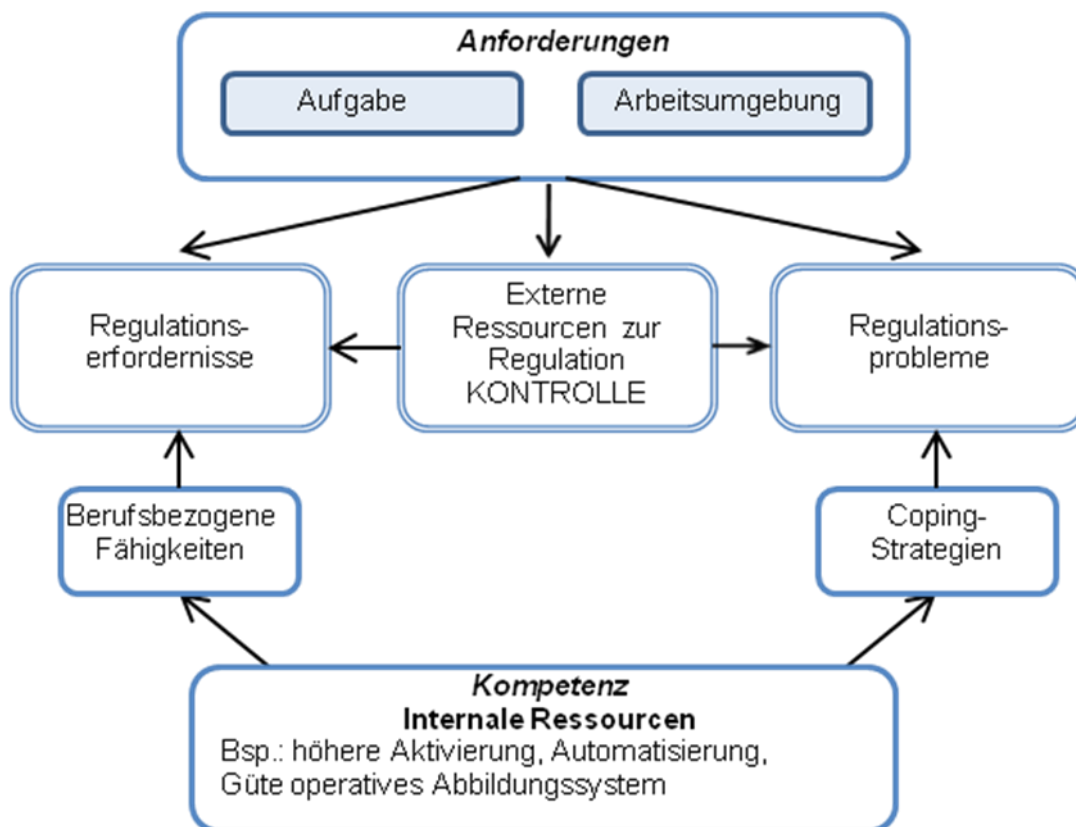 Anforderungen
Aufgabe
Arbeitsumgebung
Regulations-
erfordernisse
Externe
Ressourcen zur
Regulation
KONTROLLE
Regulations-
probleme
Berufsbezogene
Fähigkeiten
Coping-
Strategien
Kompetenz
Internale Ressourcen
Bsp.: höhere Aktivierung, Automatisierung,
Güte operatives Abbildungssystem